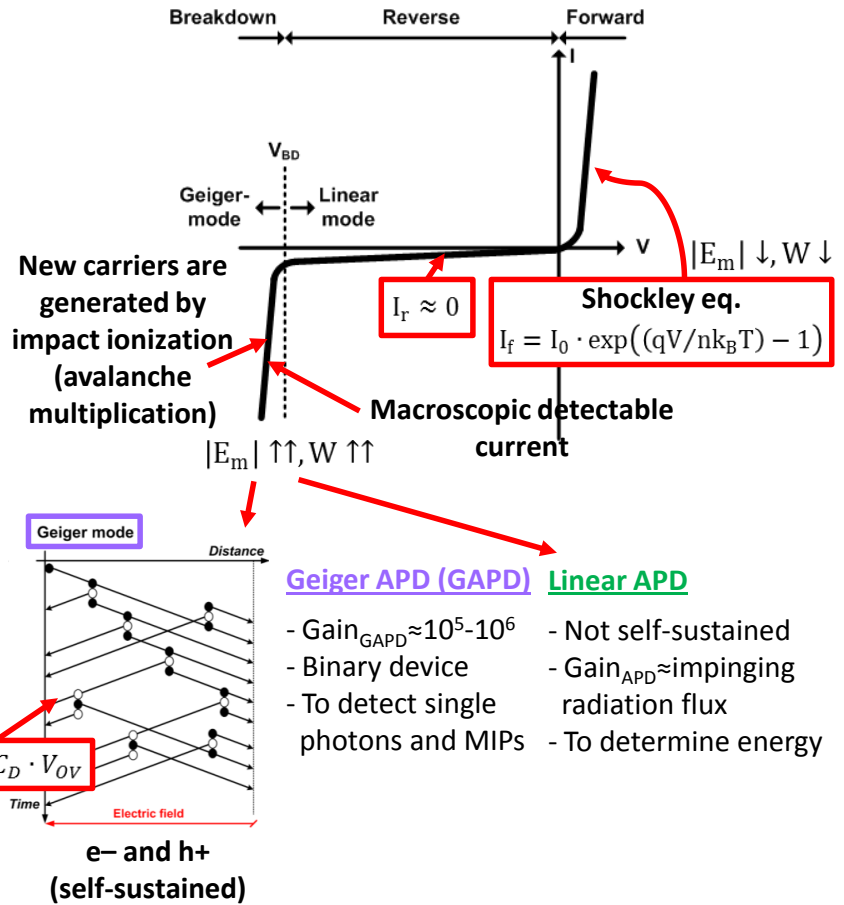 Breakdown Reverse Forward
I
V_BD
Geiger-mode Linear mode
V
|E_m| ↓, W ↓
New carriers are
generated by
impact ionization
(avalanche
multiplication)
I_r ≈ 0
Shockley eq.
I_f = I_0 · exp((qV/nk_BT) − 1)
Macroscopic detectable
current
|E_m| ↑↑, W ↑↑
Geiger mode
Distance
C_D · V_OV
Time
Electric field
e– and h+
(self-sustained)
Geiger APD (GAPD)
- Gain_GAPD≈10^5-10^6
- Binary device
- To detect single
photons and MIPs
Linear APD
- Not self-sustained
- Gain_APD≈impinging
radiation flux
- To determine energy